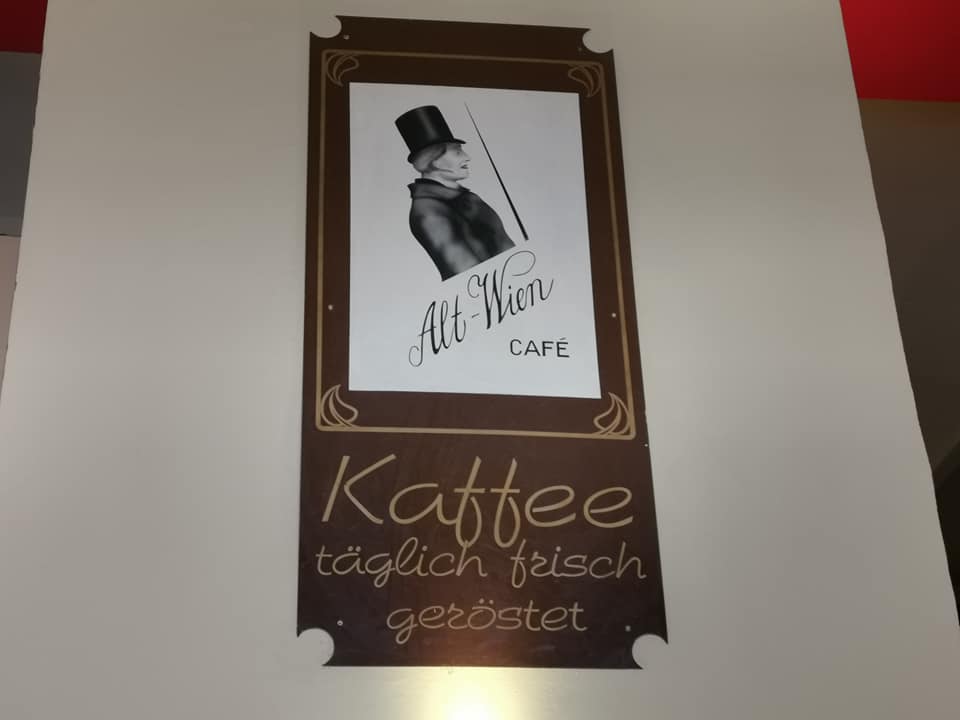 Alt-Wien
CAFÉ
Kaffee
täglich frisch
geröstet